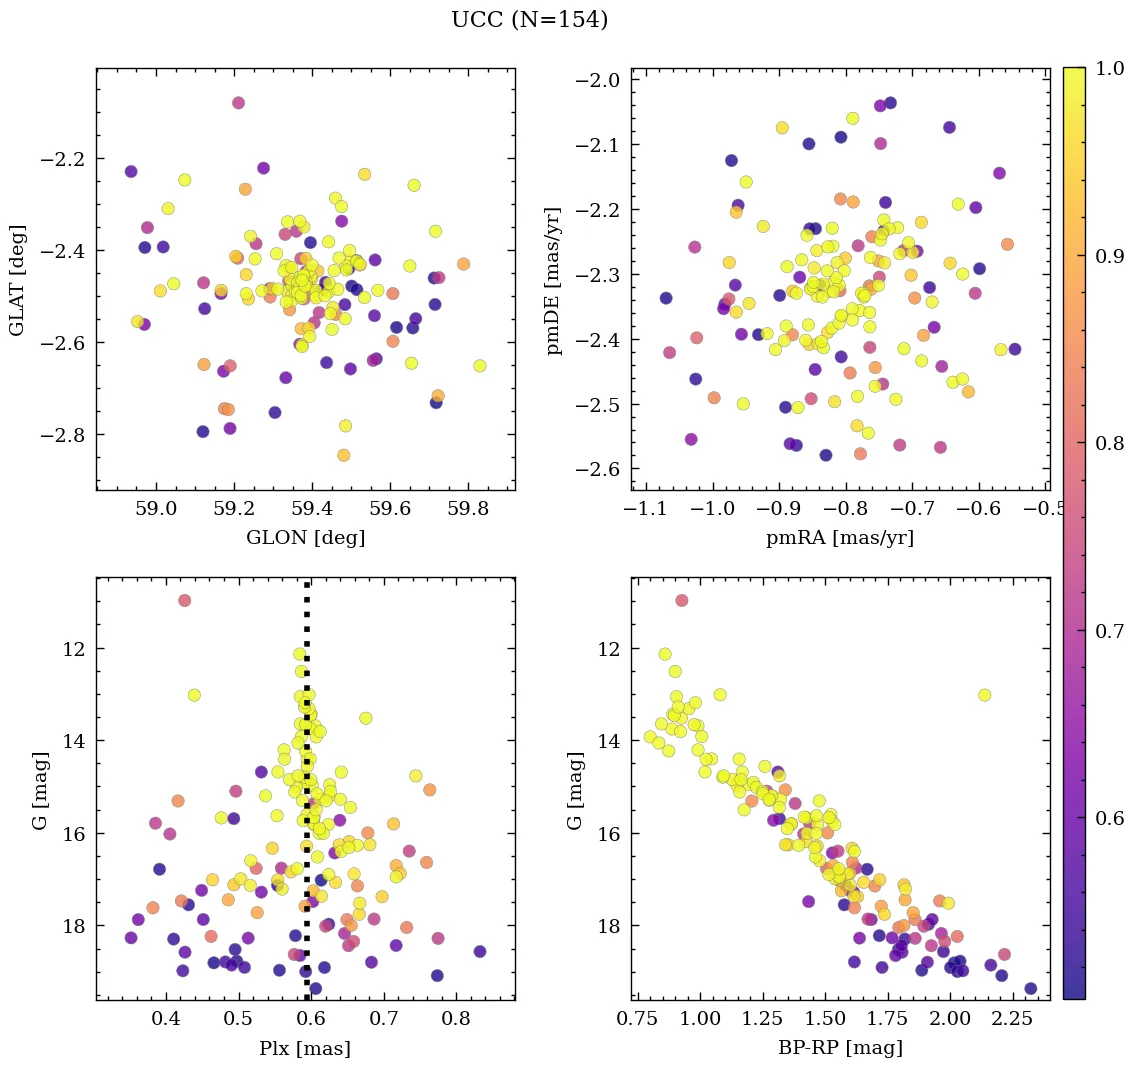 UCC (N=154)
−2.2
−2.4
−2.6
−2.8
GLAT [deg]
59.0 59.2 59.4 59.6 59.8
GLON [deg]
−2.0
−2.1
−2.2
−2.3
−2.4
−2.5
−2.6
pmDE [mas/yr]
−1.1 −1.0 −0.9 −0.8 −0.7 −0.6 −0.5
pmRA [mas/yr]
1.0
0.9
0.8
0.7
0.6
12
14
16
18
G [mag]
0.4 0.5 0.6 0.7 0.8
Plx [mas]
12
14
16
18
G [mag]
0.75 1.00 1.25 1.50 1.75 2.00 2.25
BP-RP [mag]